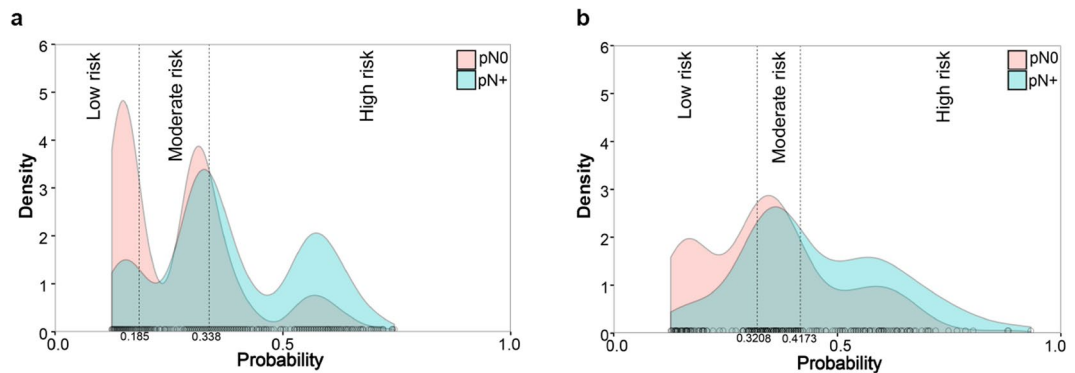 a
6
5
4
3
2
1
0
Density
Low risk
Moderate risk
High risk
pN0
pN+
0.185
0.338
0.0
0.5
1.0
Probability
b
6
5
4
3
2
1
0
Density
Low risk
Moderate risk
High risk
pN0
pN+
0.3208
0.4173
0.0
0.5
1.0
Probability